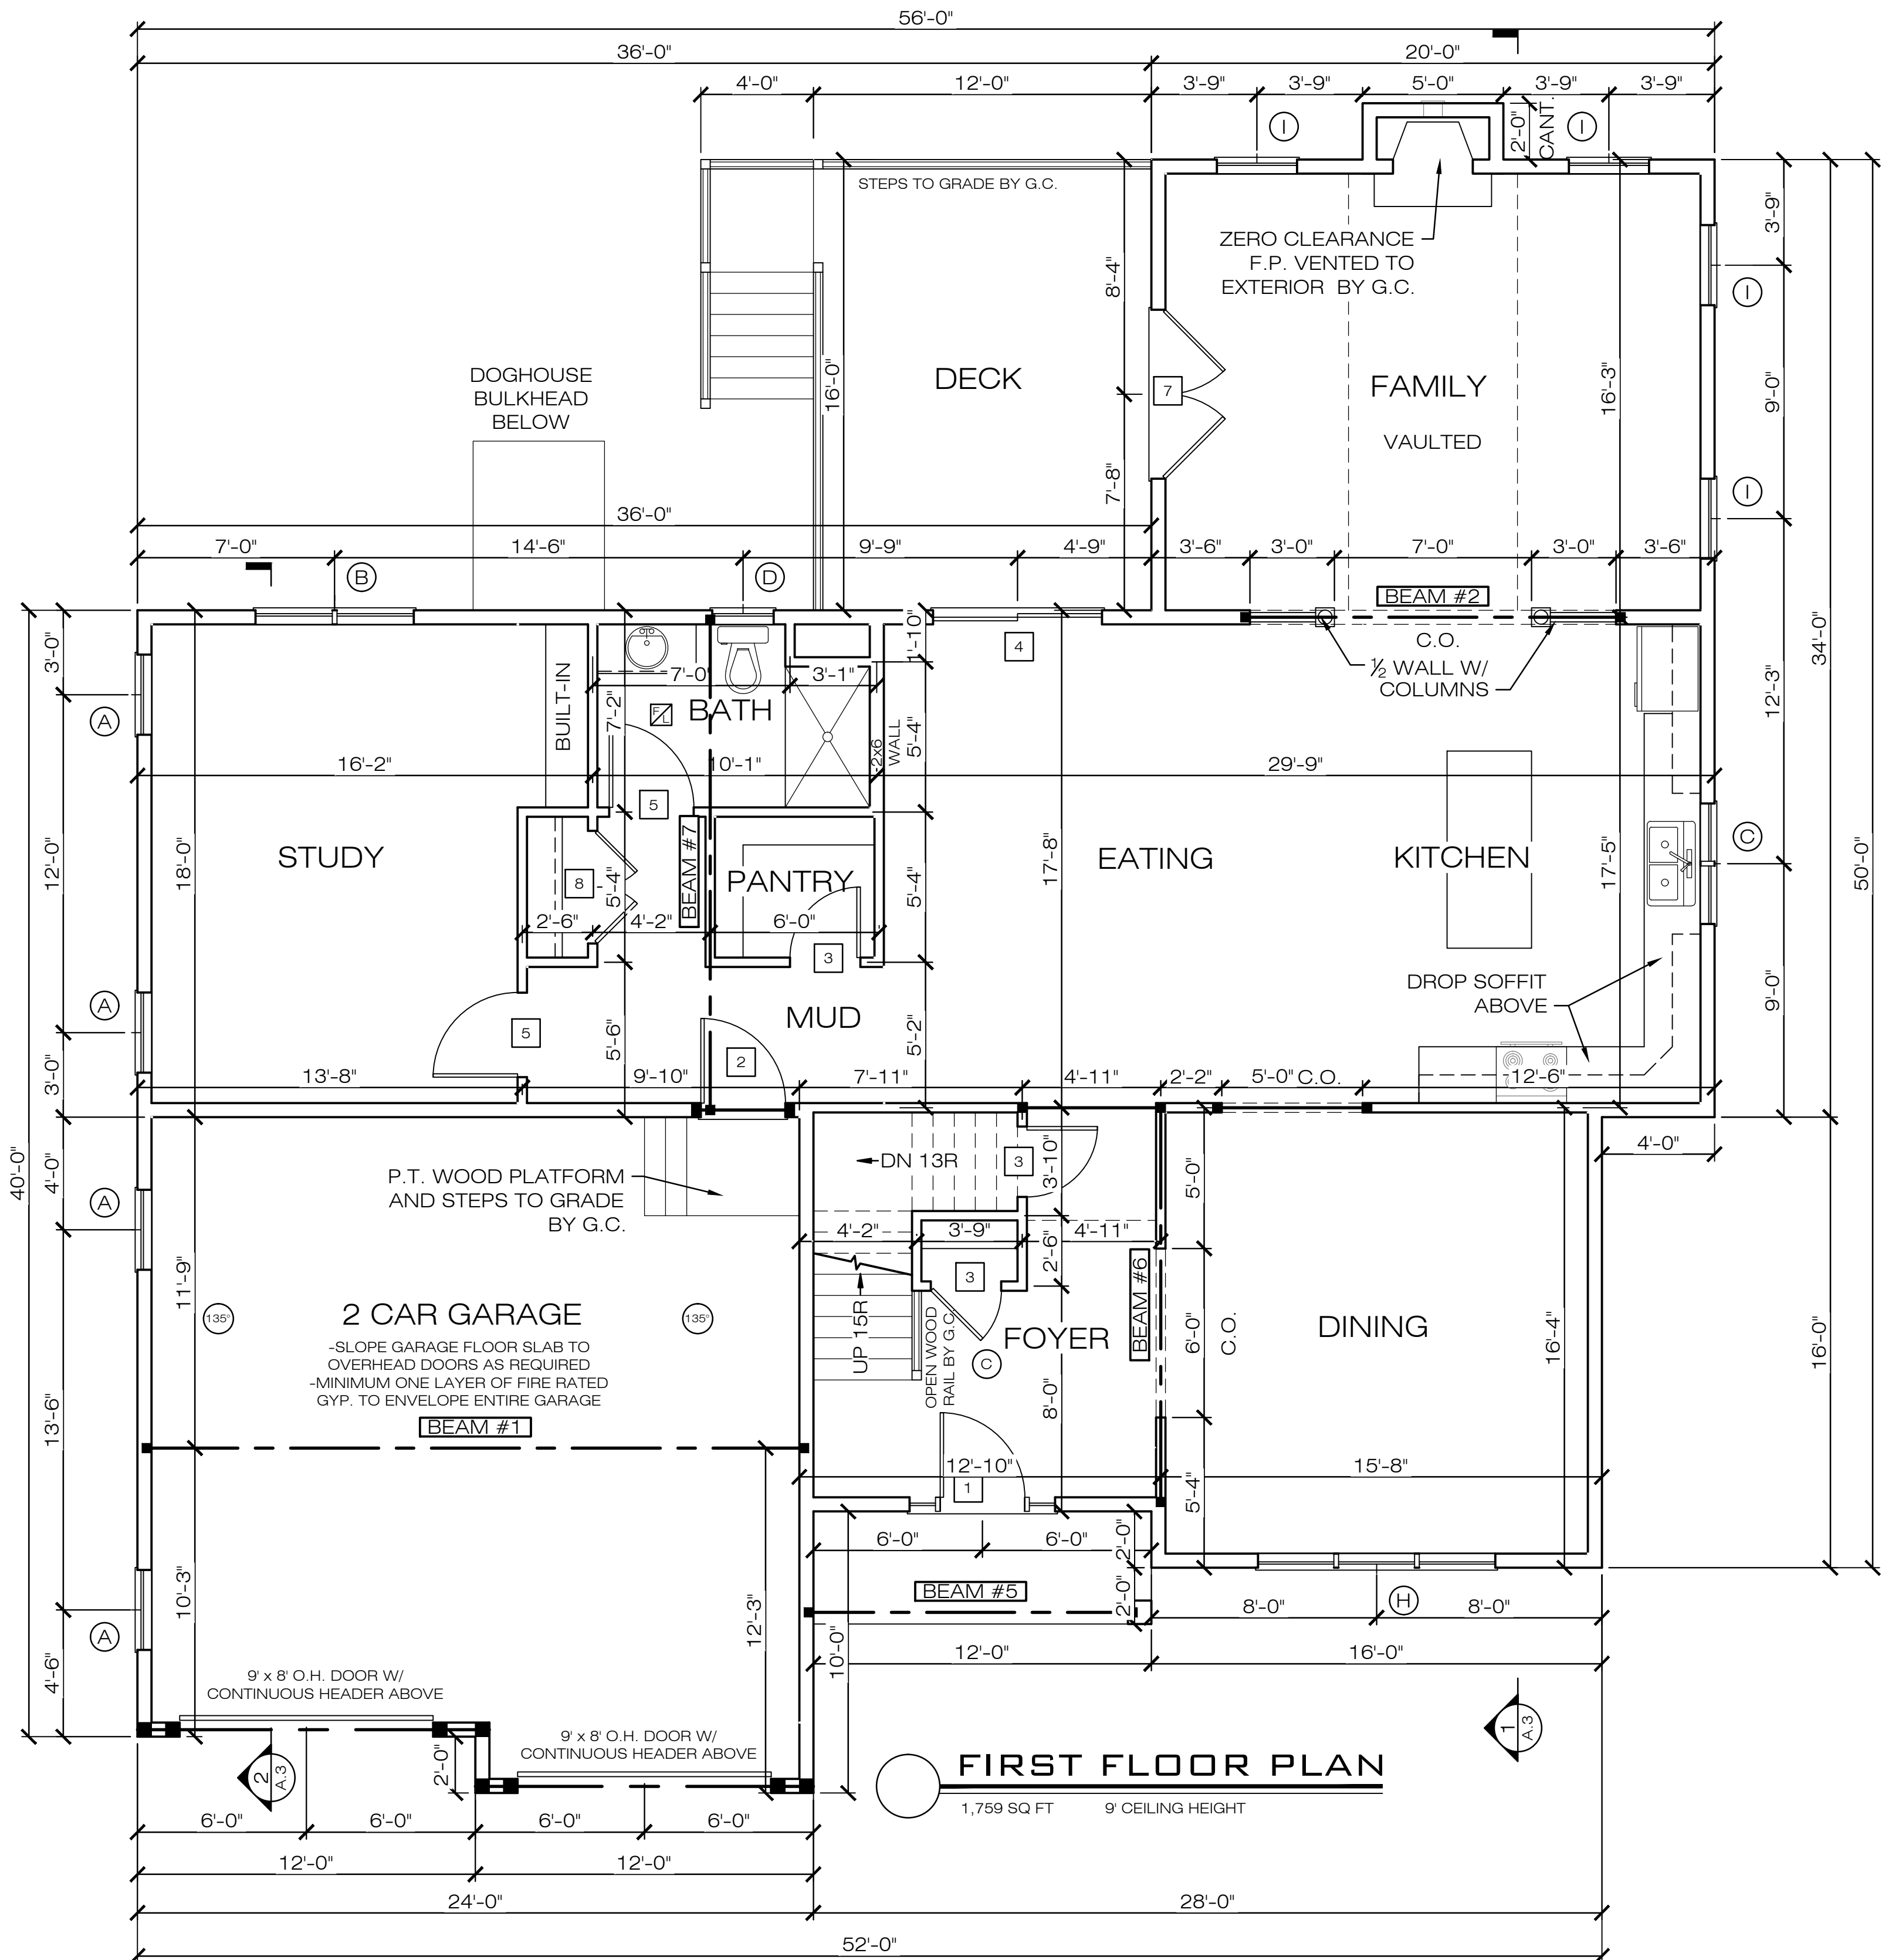 56'-0"
36'-0" 20'-0"
4'-0" 12'-0" 3'-9" 3'-9" 5'-0" 3'-9" 3'-9"
I I
2'-0"
CANT.
STEPS TO GRADE BY G.C.
3'-9"
ZERO CLEARANCE
F.P. VENTED TO
EXTERIOR BY G.C.
8'-4"
I
DOGHOUSE
BULKHEAD
BELOW
16'-0"
DECK
7
FAMILY
VAULTED
16'-3"
9'-0"
7'-8"
I
36'-0"
7'-0" 14'-6" 9'-9" 4'-9" 3'-6" 3'-0" 7'-0" 3'-0" 3'-6"
B D
BEAM #2
34'-0"
50'-0"
3'-0"
1'-10"
4
C.O.
½ WALL W/
COLUMNS
7'-0" 3'-1"
A
BUILT-IN
7'-2"
F
L
BATH
2x6
WALL
5'-4"
12'-3"
16'-2" 10'-1" 29'-9"
5
12'-0"
18'-0"
STUDY
BEAM #7
17'-8"
EATING
KITCHEN
17'-5"
C
8
5'-4"
PANTRY
5'-4"
2'-6" 4'-2" 6'-0"
3
DROP SOFFIT
ABOVE
9'-0"
A
5
5'-6"
MUD
2
5'-2"
3'-0"
13'-8" 9'-10" 7'-11" 4'-11" 2'-2" 5'-0" C.O. 12'-6"
40'-0"
4'-0"
4'-0"
DN 13R
3
3'-10"
5'-0"
P.T. WOOD PLATFORM
AND STEPS TO GRADE
BY G.C.
A
4'-2" 3'-9" 4'-11"
2'-6"
3
BEAM #6
11'-9"
135°
2 CAR GARAGE
135°
-SLOPE GARAGE FLOOR SLAB TO
OVERHEAD DOORS AS REQUIRED
-MINIMUM ONE LAYER OF FIRE RATED
GYP. TO ENVELOPE ENTIRE GARAGE
BEAM #1
UP 15R
OPEN WOOD
RAIL BY G.C.
FOYER
C
6'-0"
C.O.
DINING
16'-4"
16'-0"
13'-6"
8'-0"
12'-10" 15'-8"
1
5'-4"
6'-0" 6'-0"
2'-0"
BEAM #5
2'-0"
10'-3"
12'-3"
10'-0"
8'-0" H 8'-0"
A
12'-0" 16'-0"
4'-6"
9' x 8' O.H. DOOR W/
CONTINUOUS HEADER ABOVE
9' x 8' O.H. DOOR W/
CONTINUOUS HEADER ABOVE
2'-0"
2
A.3
1
A.3
FIRST FLOOR PLAN
1,759 SQ FT 9' CEILING HEIGHT
6'-0" 6'-0" 6'-0" 6'-0"
12'-0" 12'-0"
24'-0" 28'-0"
52'-0"